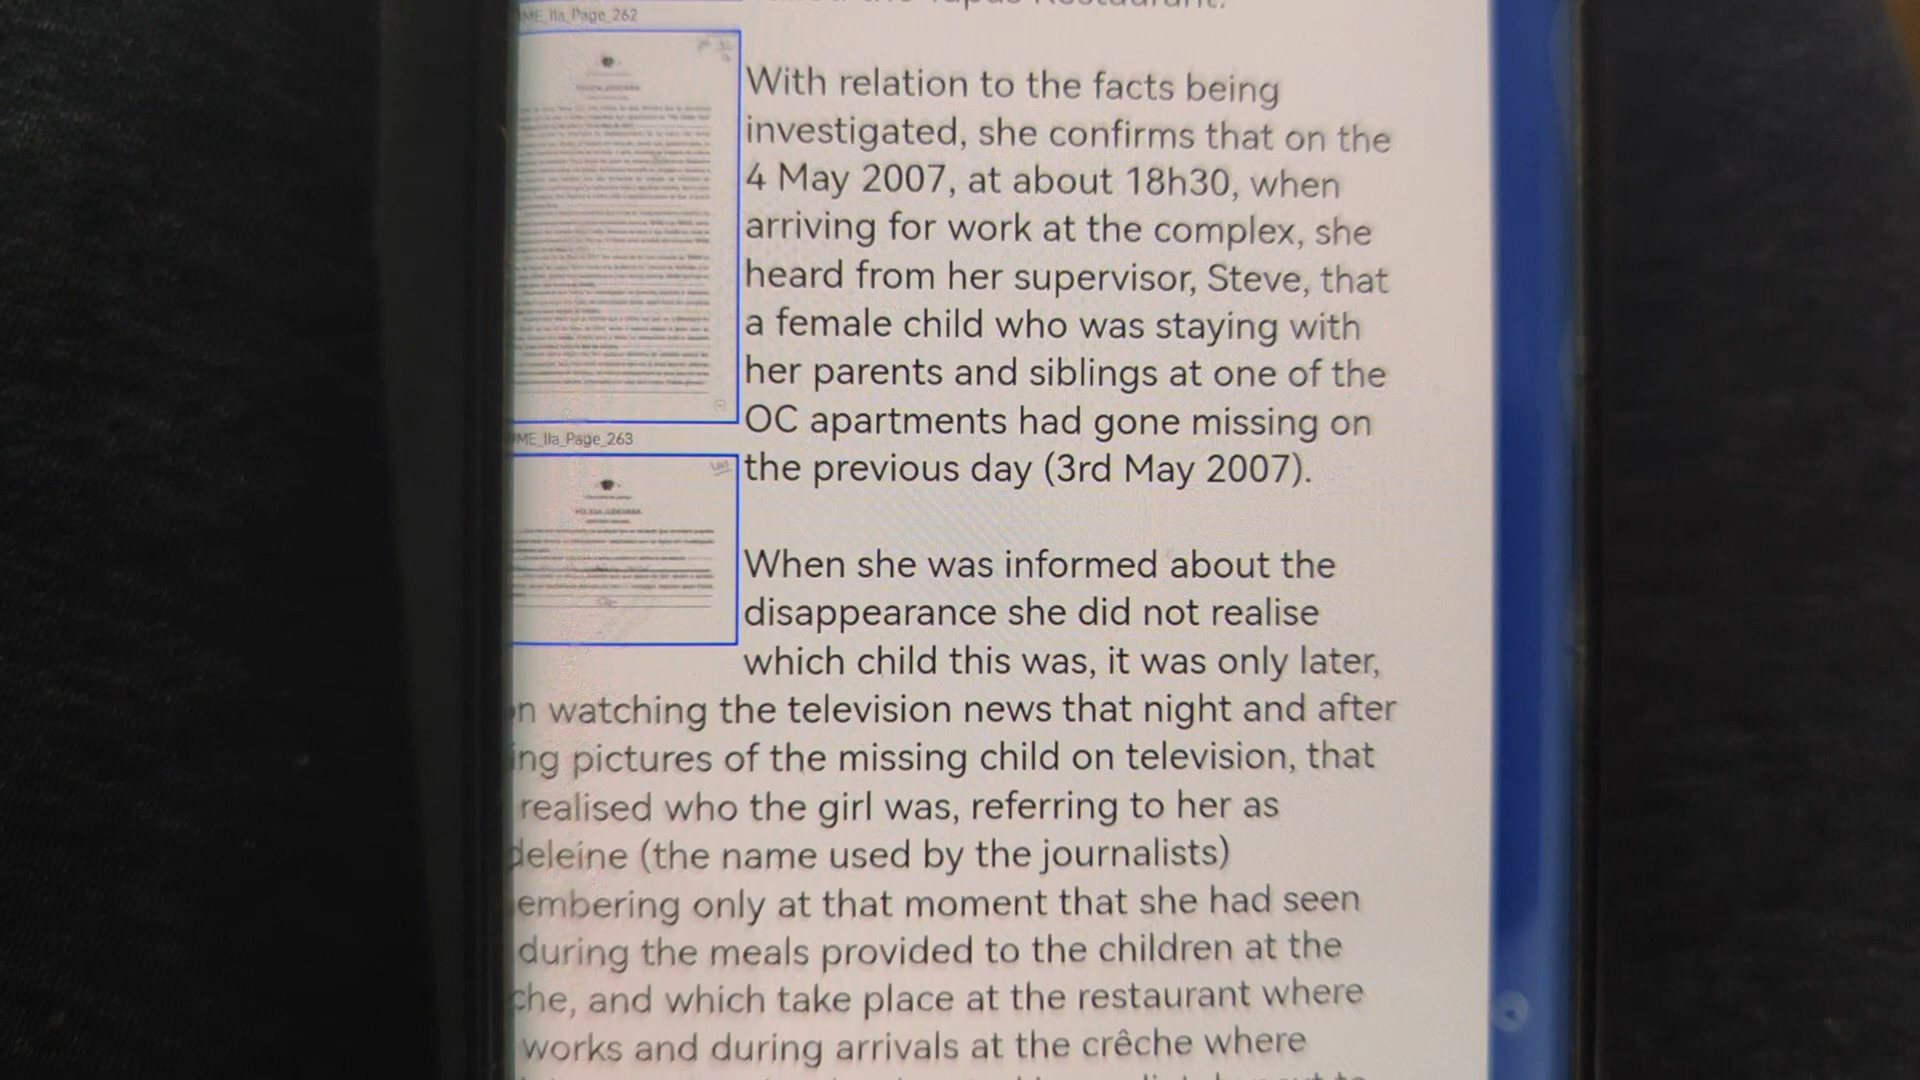 ME_IIa_Page_262
With relation to the facts being
investigated, she confirms that on the
4 May 2007, at about 18h30, when
arriving for work at the complex, she
heard from her supervisor, Steve, that
a female child who was staying with
her parents and siblings at one of the
OC apartments had gone missing on
ME_IIa_Page_263
the previous day (3rd May 2007).
When she was informed about the
disappearance she did not realise
which child this was, it was only later,
n watching the television news that night and after
ing pictures of the missing child on television, that
realised who the girl was, referring to her as
deleine (the name used by the journalists)
embering only at that moment that she had seen
during the meals provided to the children at the
che, and which take place at the restaurant where
works and during arrivals at the crêche where